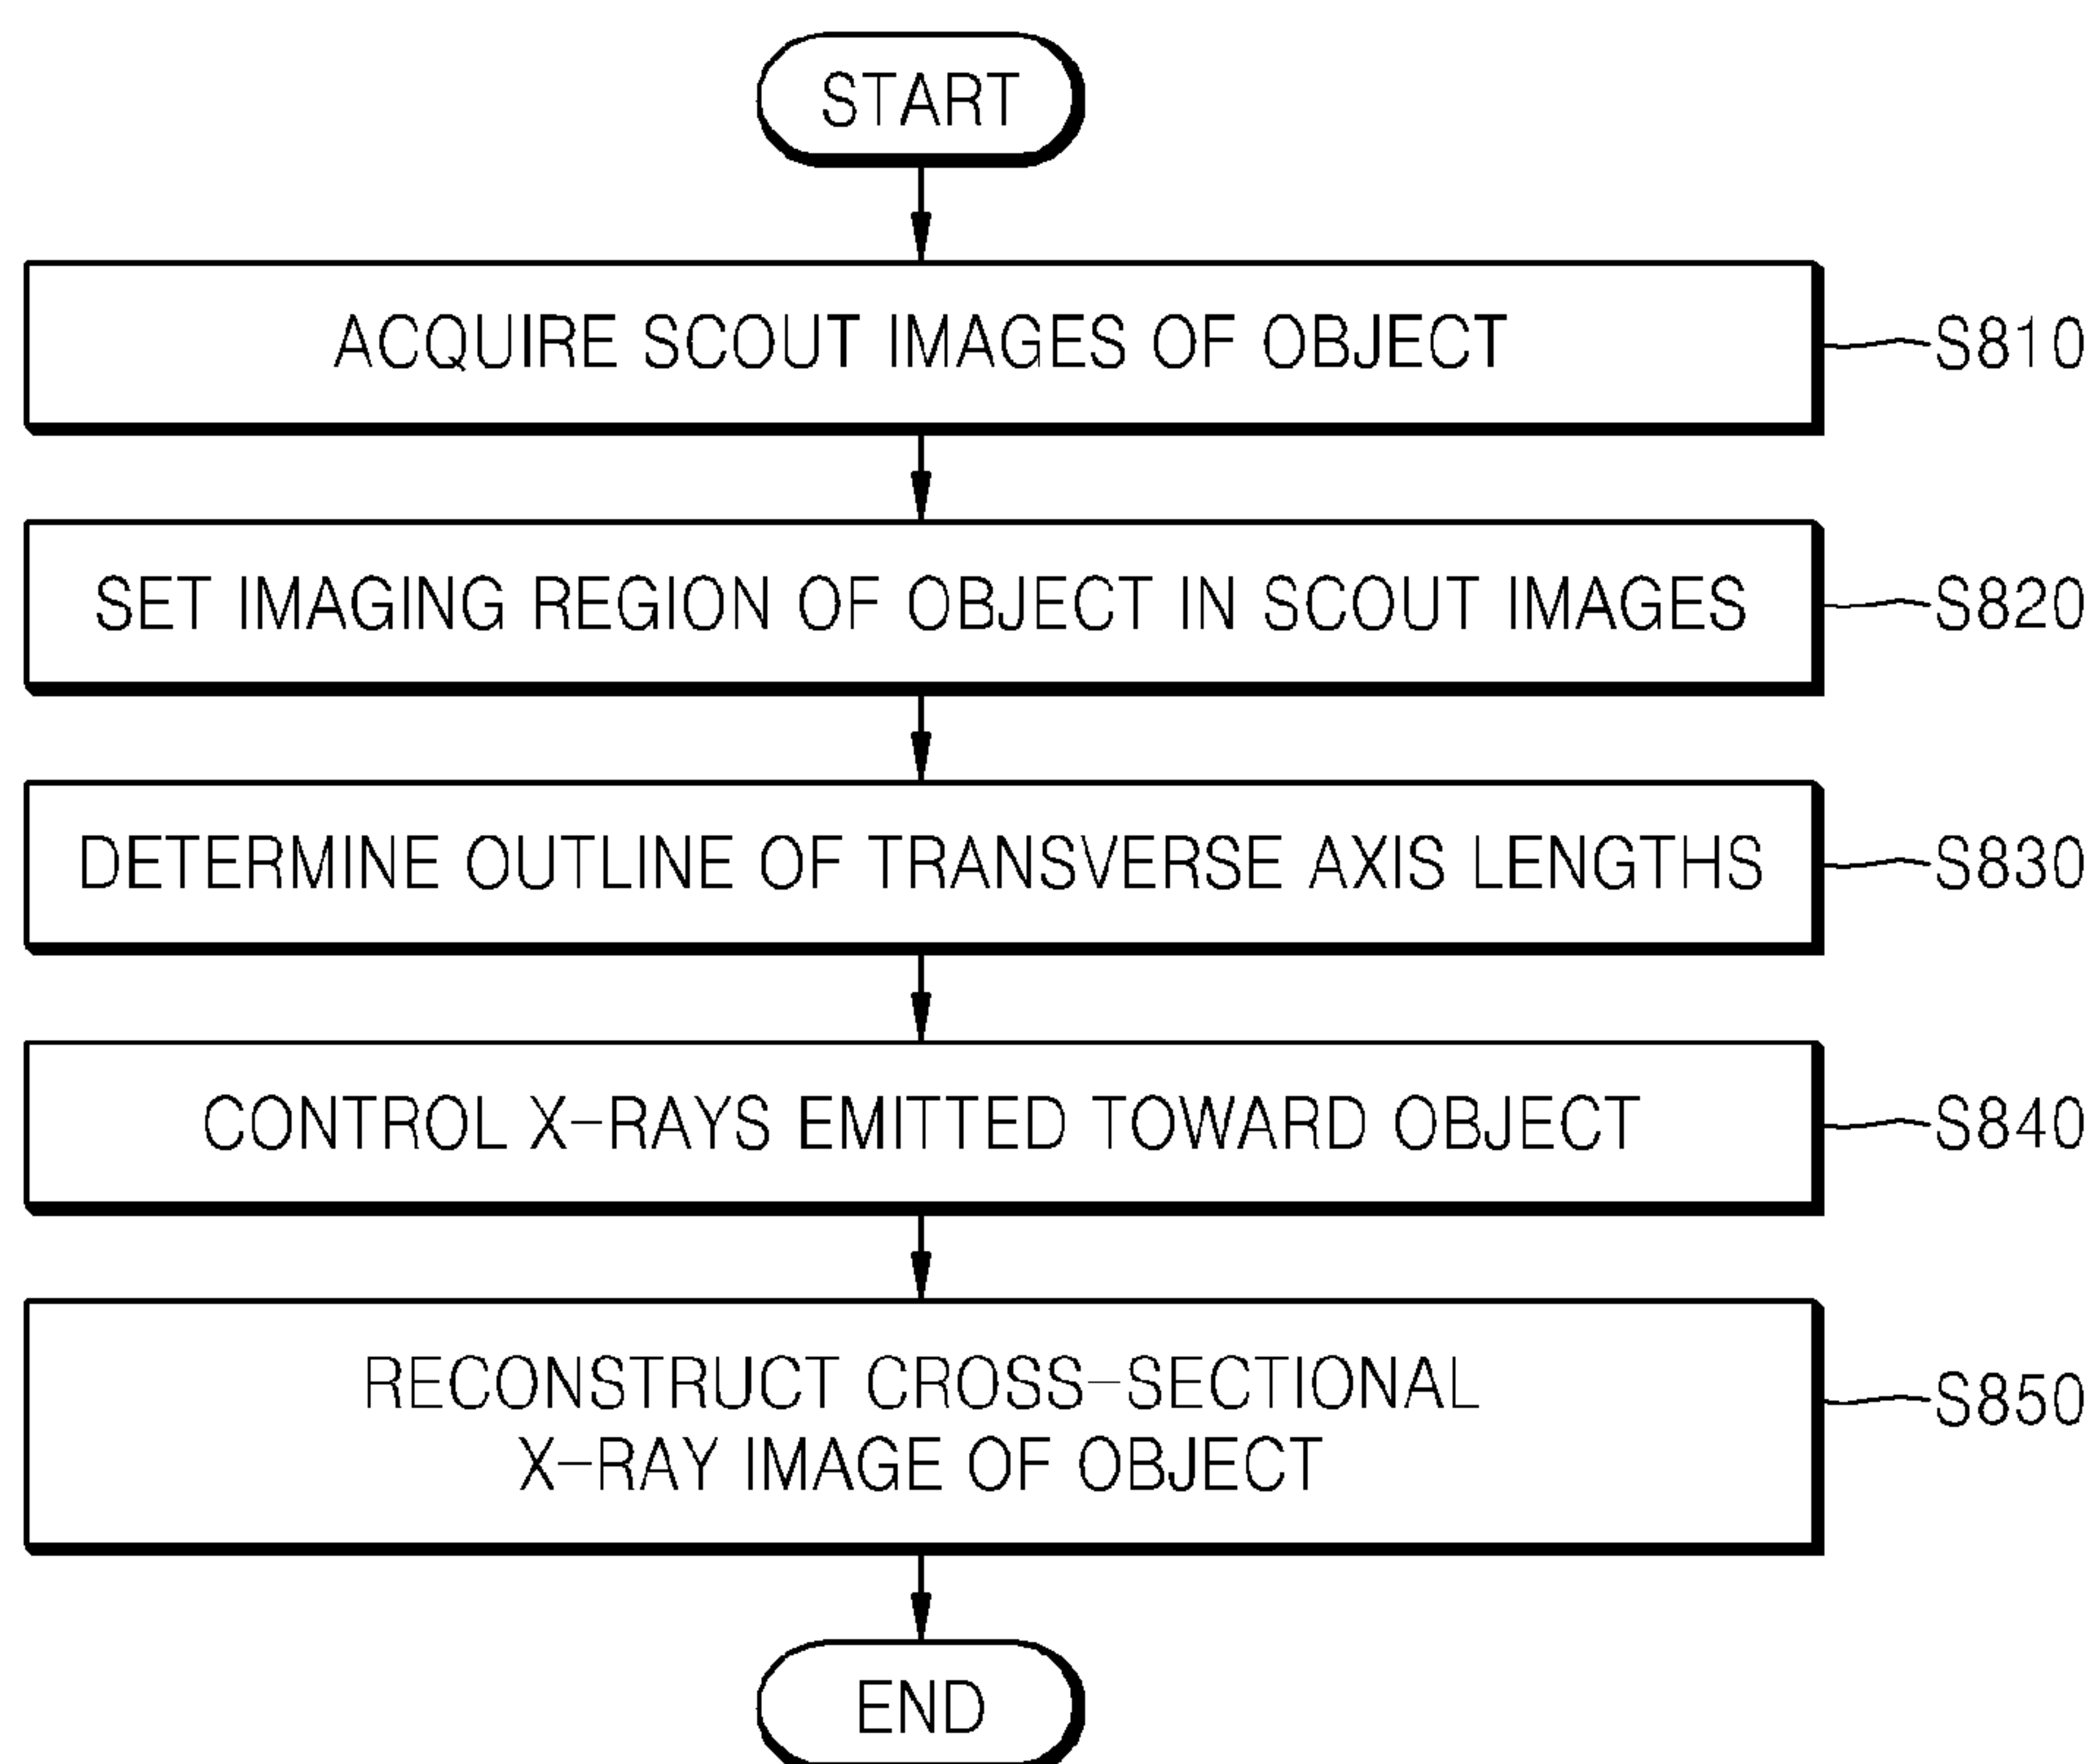 START
ACQUIRE SCOUT IMAGES OF OBJECT
S810
SET IMAGING REGION OF OBJECT IN SCOUT IMAGES
S820
DETERMINE OUTLINE OF TRANSVERSE AXIS LENGTHS
S830
CONTROL X-RAYS EMITTED TOWARD OBJECT
S840
RECONSTRUCT CROSS-SECTIONAL
X-RAY IMAGE OF OBJECT
S850
END